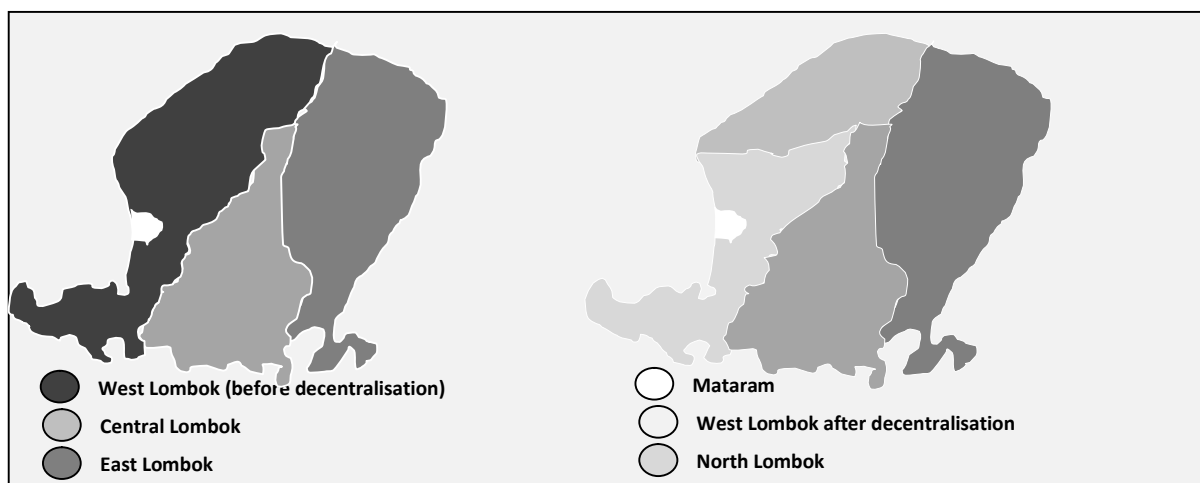 West Lombok (before decentralisation)
Central Lombok
East Lombok
Mataram
West Lombok after decentralisation
North Lombok